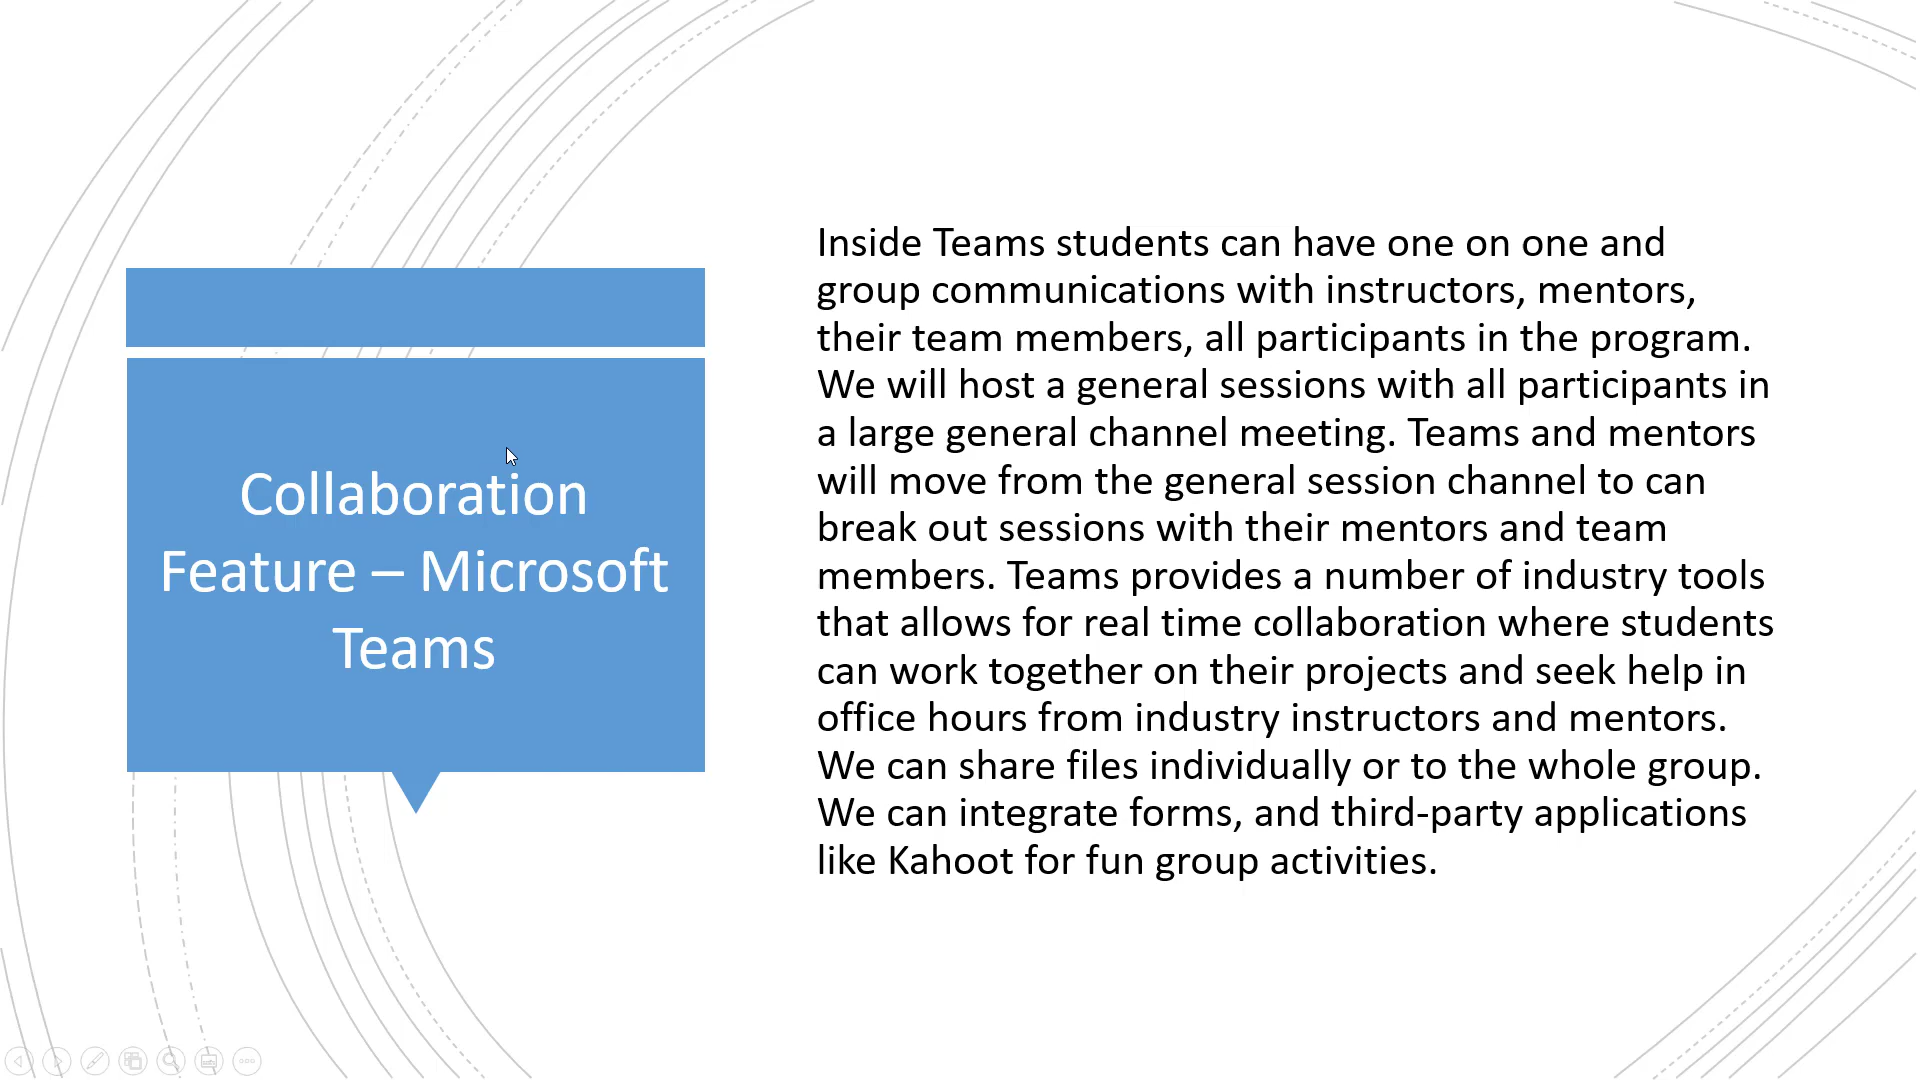 Collaboration
Feature – Microsoft
Teams
Inside Teams students can have one on one and
group communications with instructors, mentors,
their team members, all participants in the program.
We will host a general sessions with all participants in
a large general channel meeting. Teams and mentors
will move from the general session channel to can
break out sessions with their mentors and team
members. Teams provides a number of industry tools
that allows for real time collaboration where students
can work together on their projects and seek help in
office hours from industry instructors and mentors.
We can share files individually or to the whole group.
We can integrate forms, and third-party applications
like Kahoot for fun group activities.